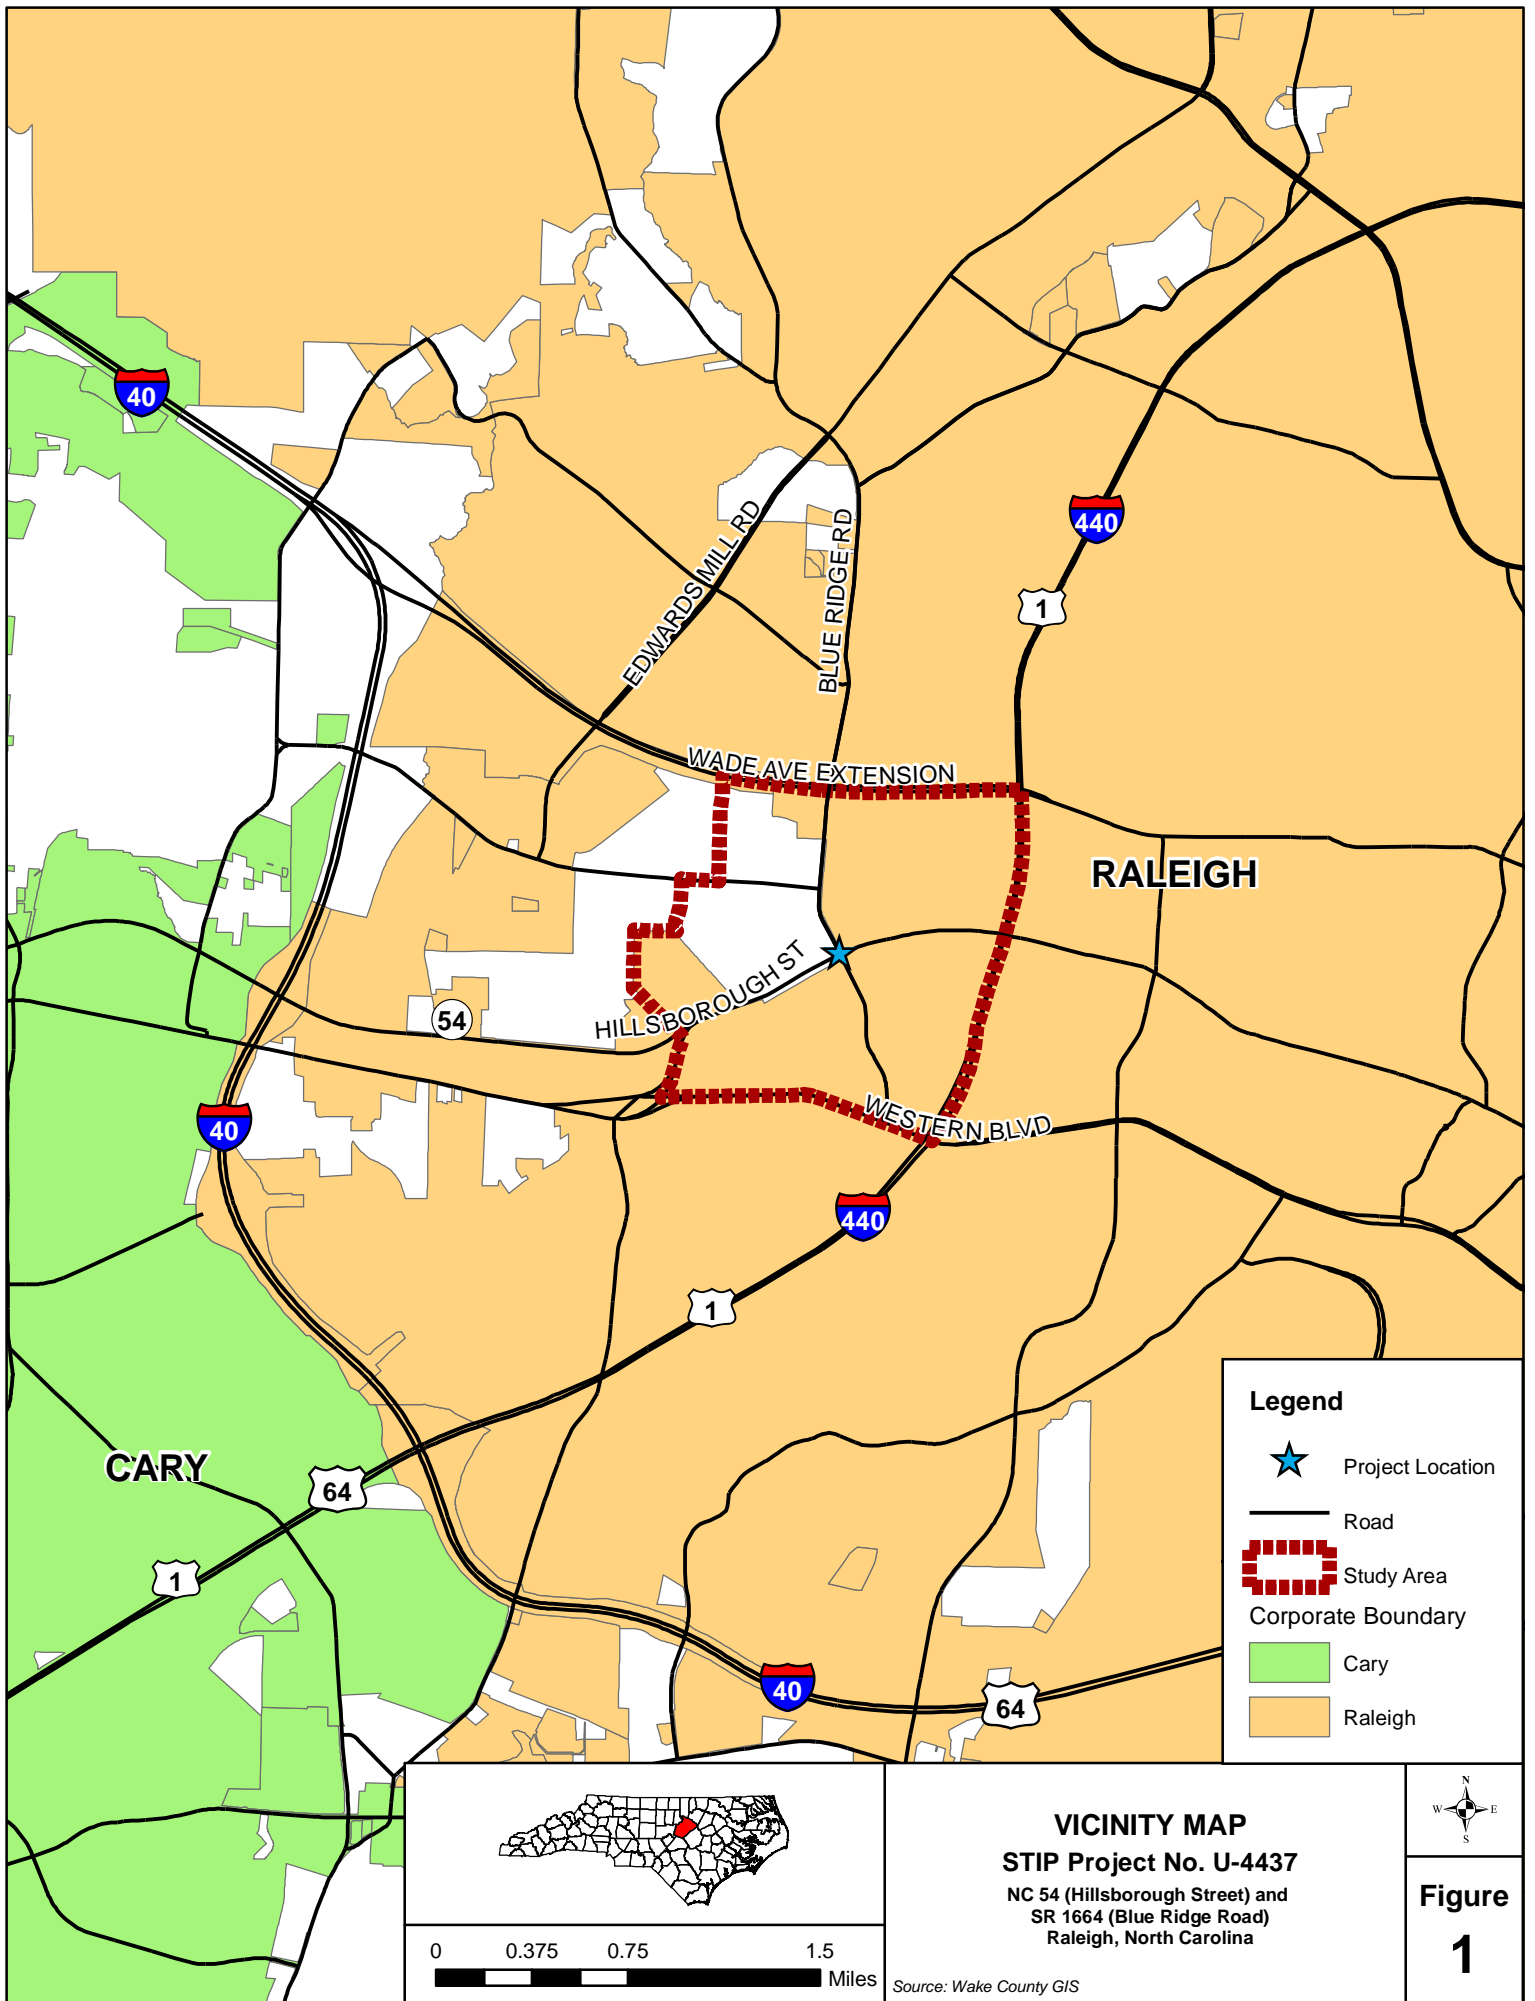 40
440
1
EDWARDS MILL RD
BLUE RIDGE RD
WADE AVE EXTENSION
RALEIGH
HILLSBOROUGH ST
54
WESTERN BLVD
40
440
1
CARY
64
1
40
64
Legend
Project Location
Road
Study Area
Corporate Boundary
Cary
Raleigh
VICINITY MAP
STIP Project No. U-4437
NC 54 (Hillsborough Street) and
SR 1664 (Blue Ridge Road)
Raleigh, North Carolina
Source: Wake County GIS
0 0.375 0.75 1.5
Miles
N
W E
S
Figure
1